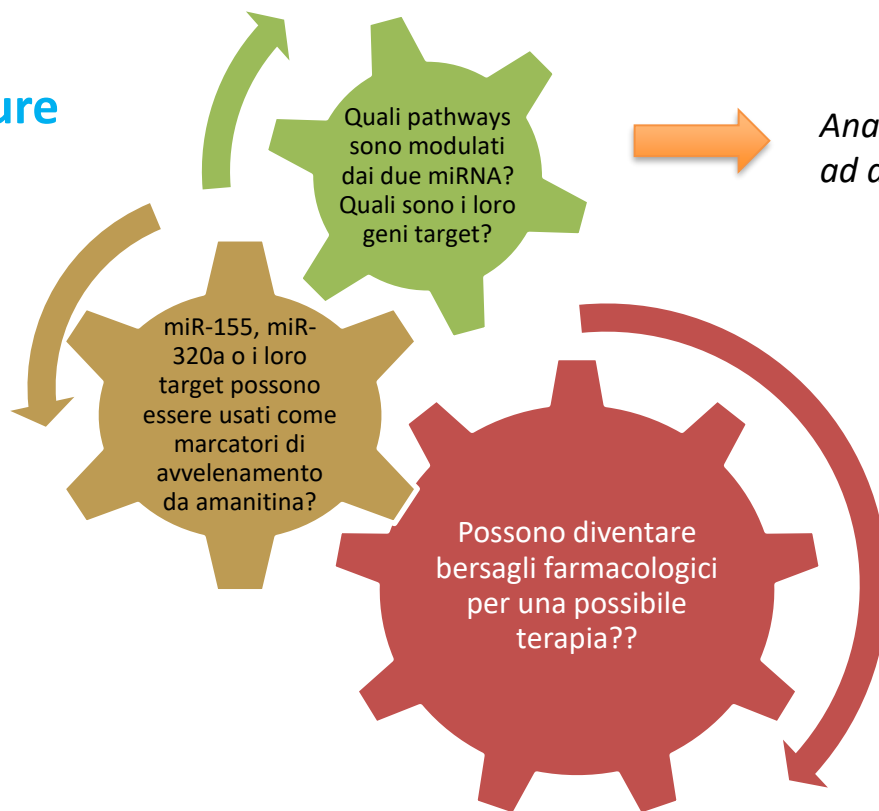 ure
Quali pathways
sono modulati
dai due miRNA?
Quali sono i loro
geni target?
Ana
ad a
miR-155, miR-
320a o i loro
target possono
essere usati come
marcatori di
avvelenamento
da amanitina?
Possono diventare
bersagli farmacologici
per una possibile
terapia??